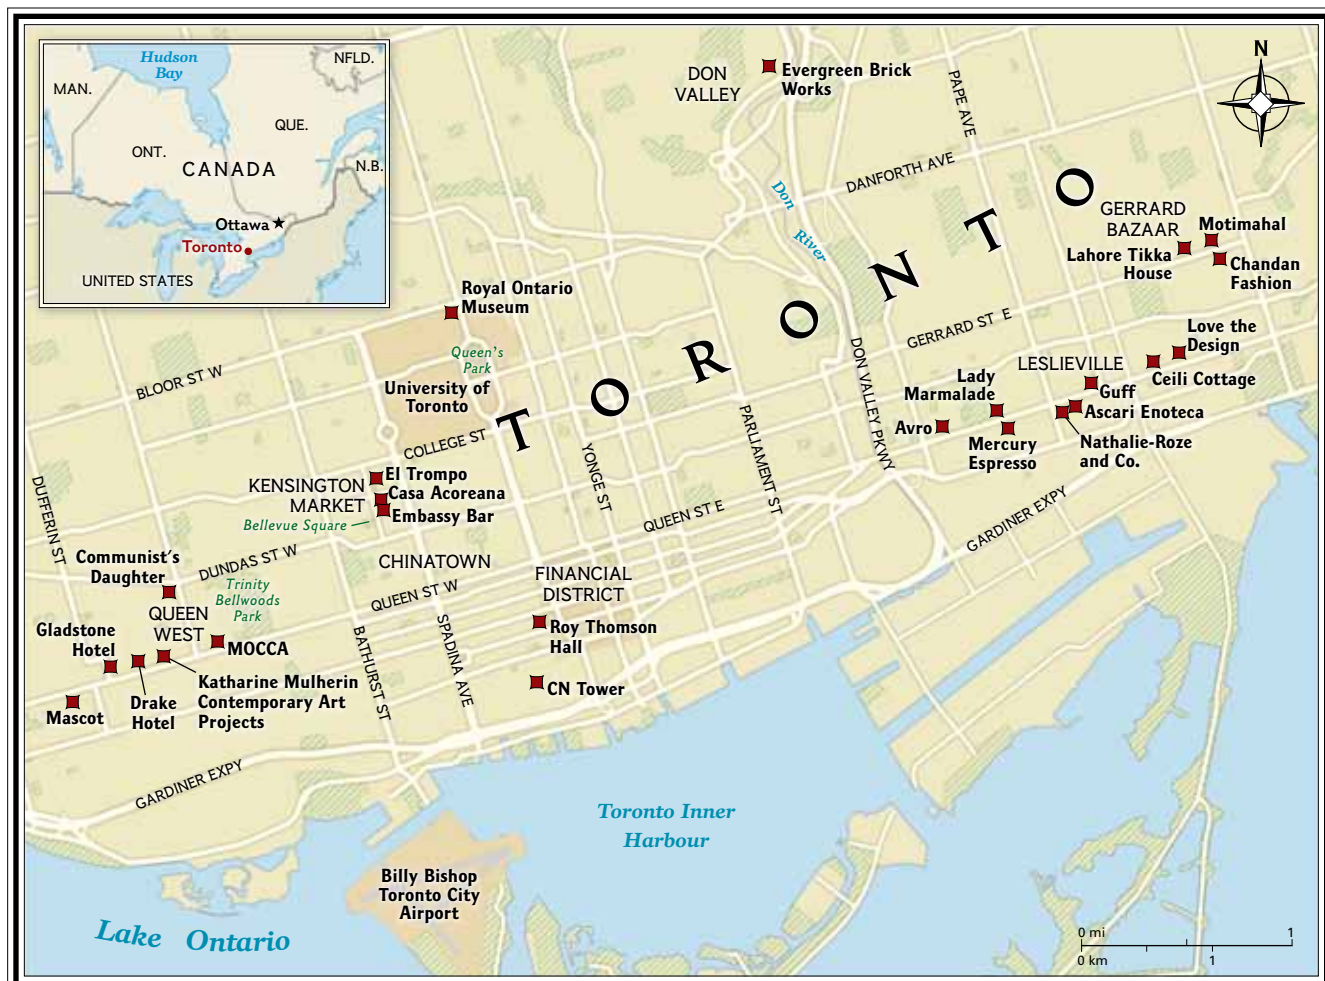 Hudson
Bay
NFLD.
MAN.
QUE.
ONT.
CANADA
N.B.
Ottawa
Toronto
UNITED STATES
N
DON
VALLEY
Evergreen Brick
Works
PAPE AVE
DANFORTH AVE
Don
River
TORONTO
GERRARD
BAZAAR
Motimahal
Lahore Tikka
House
Chandan
Fashion
Royal Ontario
Museum
Queen's
Park
University of
Toronto
BLOOR ST W
COLLEGE ST
GERRARD ST E
DON VALLEY PKWY
Love the
Design
LESLIEVILLE
Ceili Cottage
Lady
Marmalade
Guff
Ascari Enoteca
Avro
Mercury
Espresso
Nathalie-Roze
and Co.
YONGE ST
PARLIAMENT ST
DUFFERIN ST
El Trompo
KENSINGTON
MARKET
Casa Acoreana
Embassy Bar
Bellevue Square
QUEEN ST E
GARDINER EXPY
Communist's
Daughter
DUNDAS ST W
CHINATOWN
FINANCIAL
DISTRICT
Trinity
Bellwoods
Park
QUEEN ST W
QUEEN
WEST
Gladstone
Hotel
MOCCA
BATHURST ST
SPADINA AVE
Roy Thomson
Hall
CN Tower
Mascot
Drake
Hotel
Katharine Mulherin
Contemporary Art
Projects
GARDINER EXPY
Toronto Inner
Harbour
Billy Bishop
Toronto City
Airport
Lake Ontario
0 mi 1
0 km 1